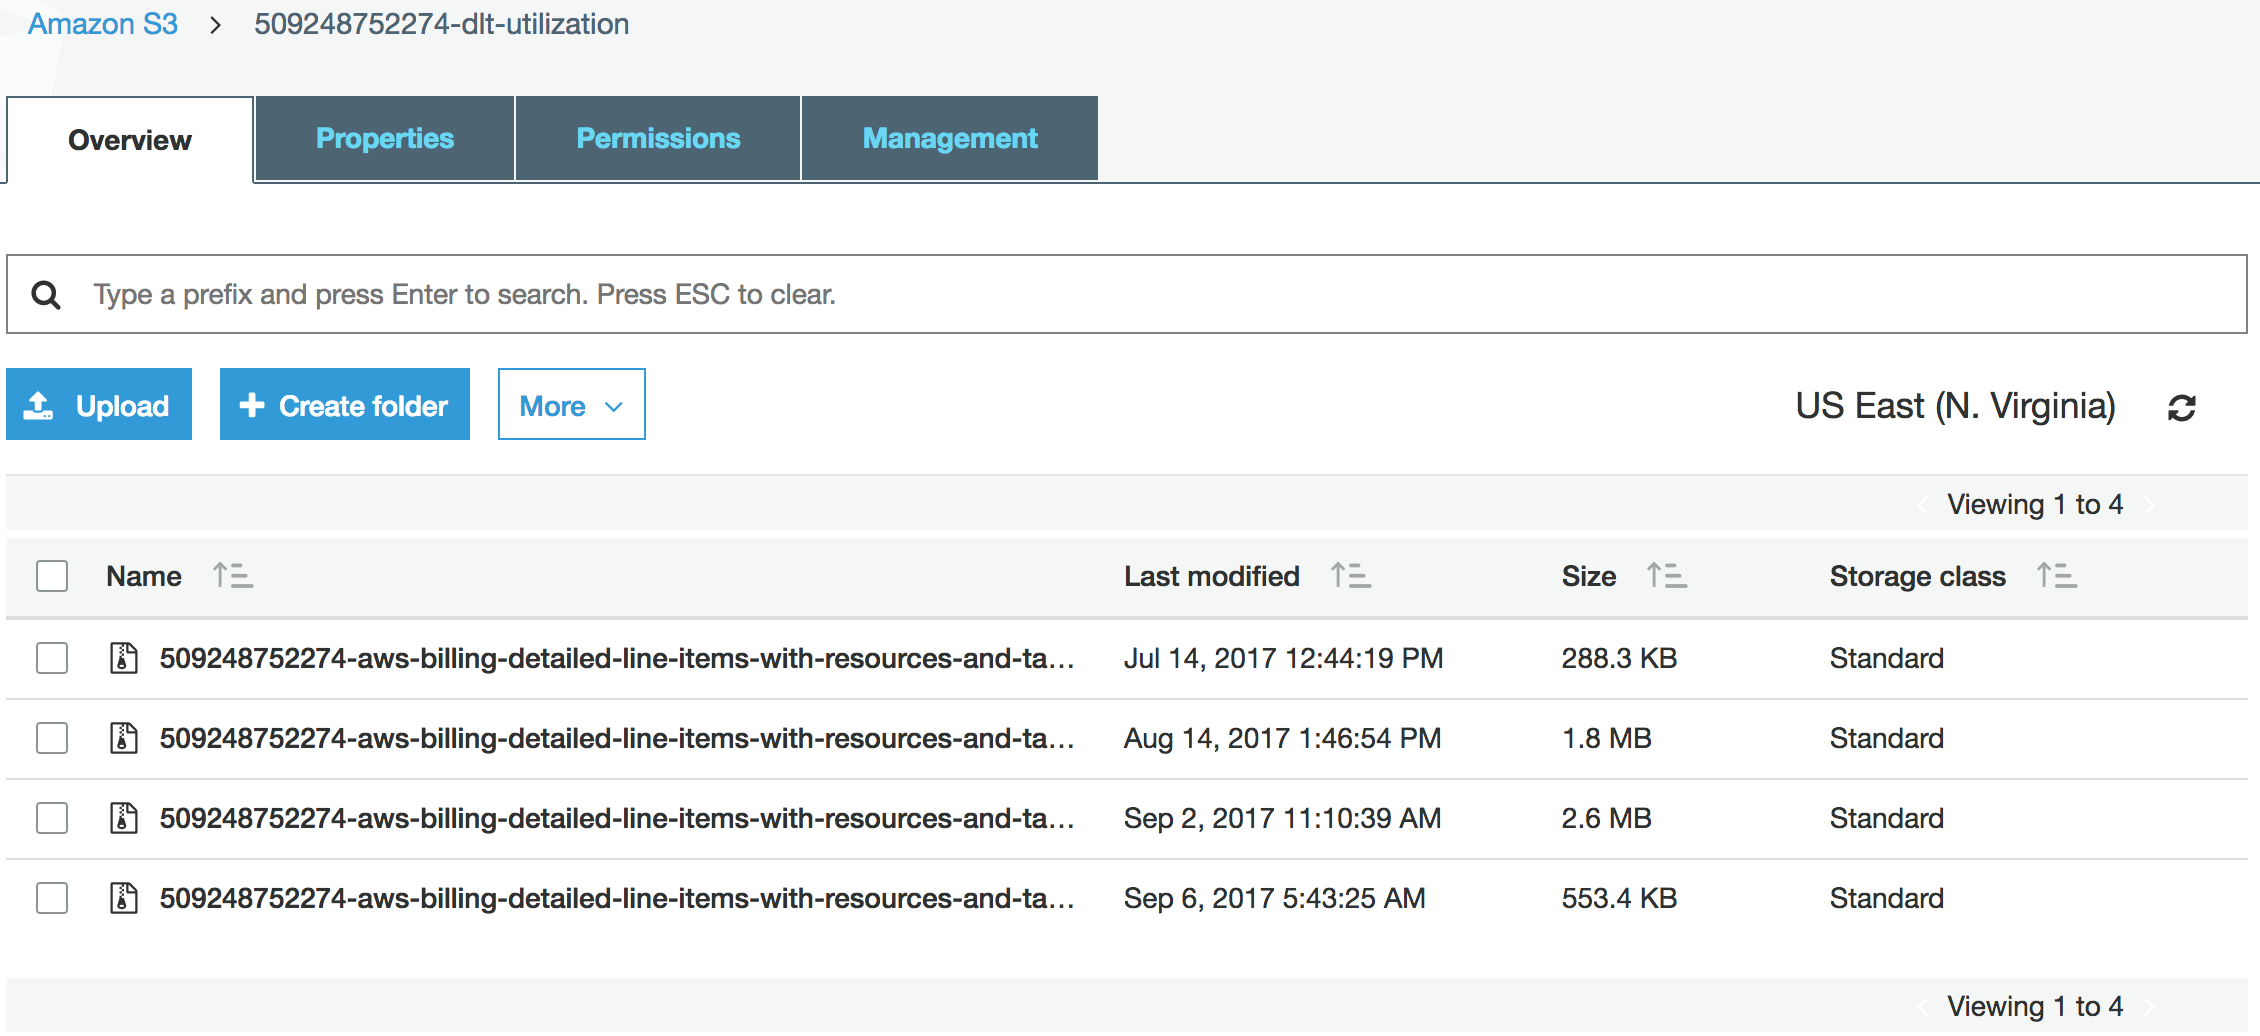 Amazon S3 > 509248752274-dlt-utilization
Overview Properties Permissions Management
Type a prefix and press Enter to search. Press ESC to clear.
Upload + Create folder More US East (N. Virginia)
Viewing 1 to 4
Name Last modified Size Storage class
509248752274-aws-billing-detailed-line-items-with-resources-and-ta... Jul 14, 2017 12:44:19 PM 288.3 KB Standard
509248752274-aws-billing-detailed-line-items-with-resources-and-ta... Aug 14, 2017 1:46:54 PM 1.8 MB Standard
509248752274-aws-billing-detailed-line-items-with-resources-and-ta... Sep 2, 2017 11:10:39 AM 2.6 MB Standard
509248752274-aws-billing-detailed-line-items-with-resources-and-ta... Sep 6, 2017 5:43:25 AM 553.4 KB Standard
Viewing 1 to 4